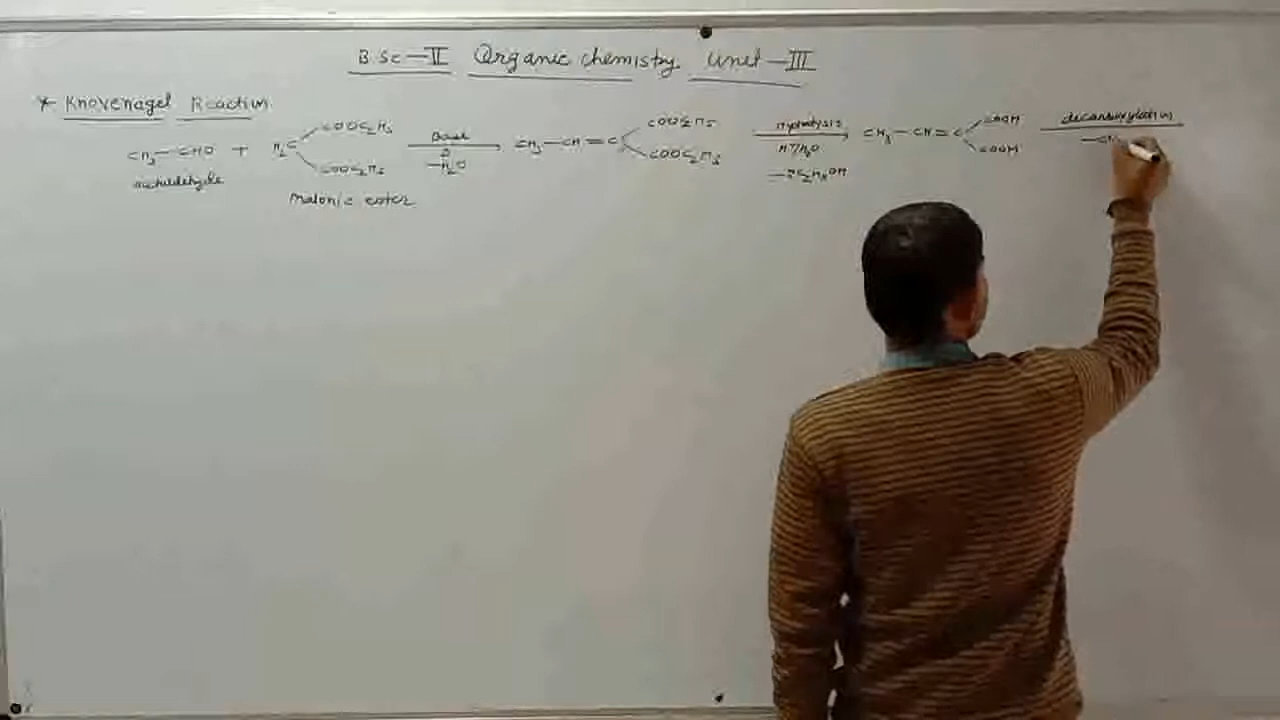 B.Sc-II Organic chemistry Unit-III
* Knovenagel Reaction
CH3-CHO + H2C COOC2H5 COOC2H5 Base Δ -H2O CH3-CH=C COOC2H5 COOC2H5 Hydrolysis H+/H2O -2C2H5OH CH3-CH=C COOH COOH decarboxylation
Acetaldehyde
Malonic ester